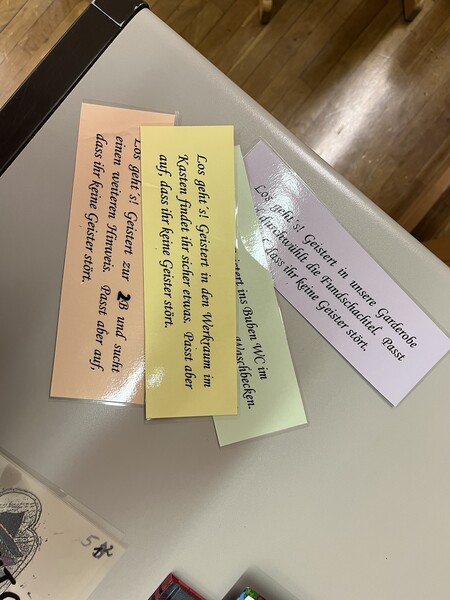 Los geht's! Geistert zur 2B und sucht
einen weiteren Hinweis. Passt aber auf,
dass ihr keine Geister stört.
Los geht's! Geistert in den Werkraum im
Kasten findet ihr sicher etwas. Passt aber
auf, dass ihr keine Geister stört.
ins Buben WC im
Waschbecken.
Los geht's! Geistert in unsere Garderobe
durchwühlt die Fundschachtel. Passt
dass ihr keine Geister stört.
5